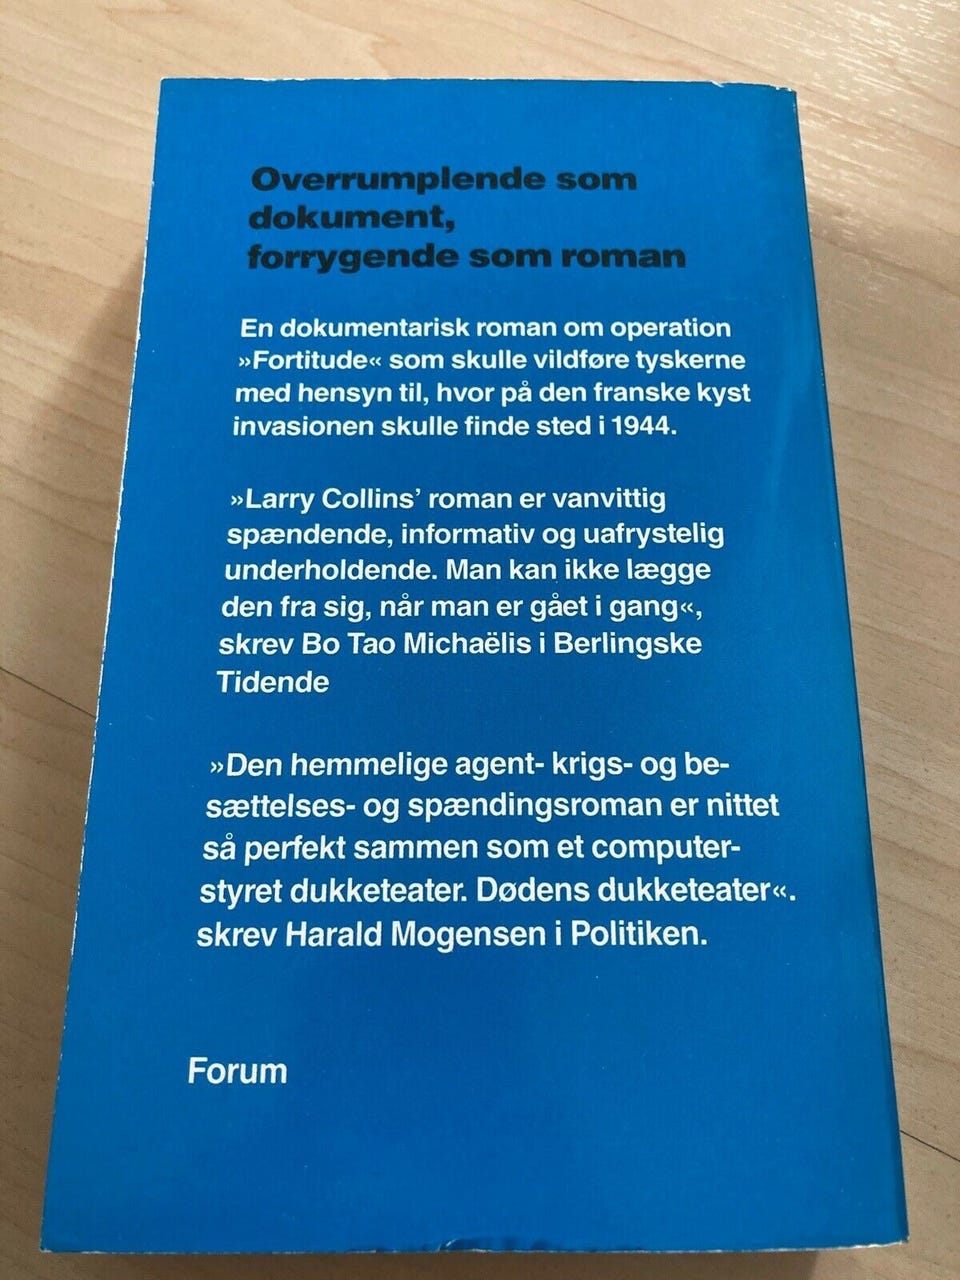 Overrumplende som
dokument,
forrygende som roman
En dokumentarisk roman om operation
»Fortitude« som skulle vildføre tyskerne
med hensyn til, hvor på den franske kyst
invasionen skulle finde sted i 1944.
»Larry Collins’ roman er vanvittig
spændende, informativ og uafrystelig
underholdende. Man kan ikke lægge
den fra sig, når man er gået i gang«,
skrev Bo Tao Michaëlis i Berlingske
Tidende
»Den hemmelige agent- krigs- og be-
sættelses- og spændingsroman er nittet
så perfekt sammen som et computer-
styret dukketeater. Dødens dukketeater«.
skrev Harald Mogensen i Politiken.
Forum